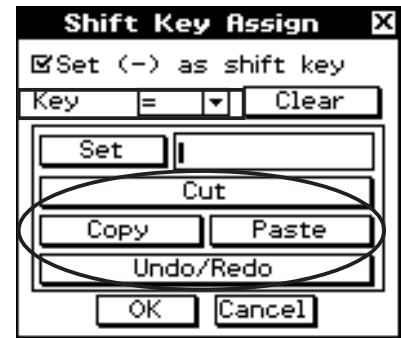 Shift Key Assign X
Set (-) as shift key
Key = Clear
Set
Cut
Copy Paste
Undo/Redo
OK Cancel